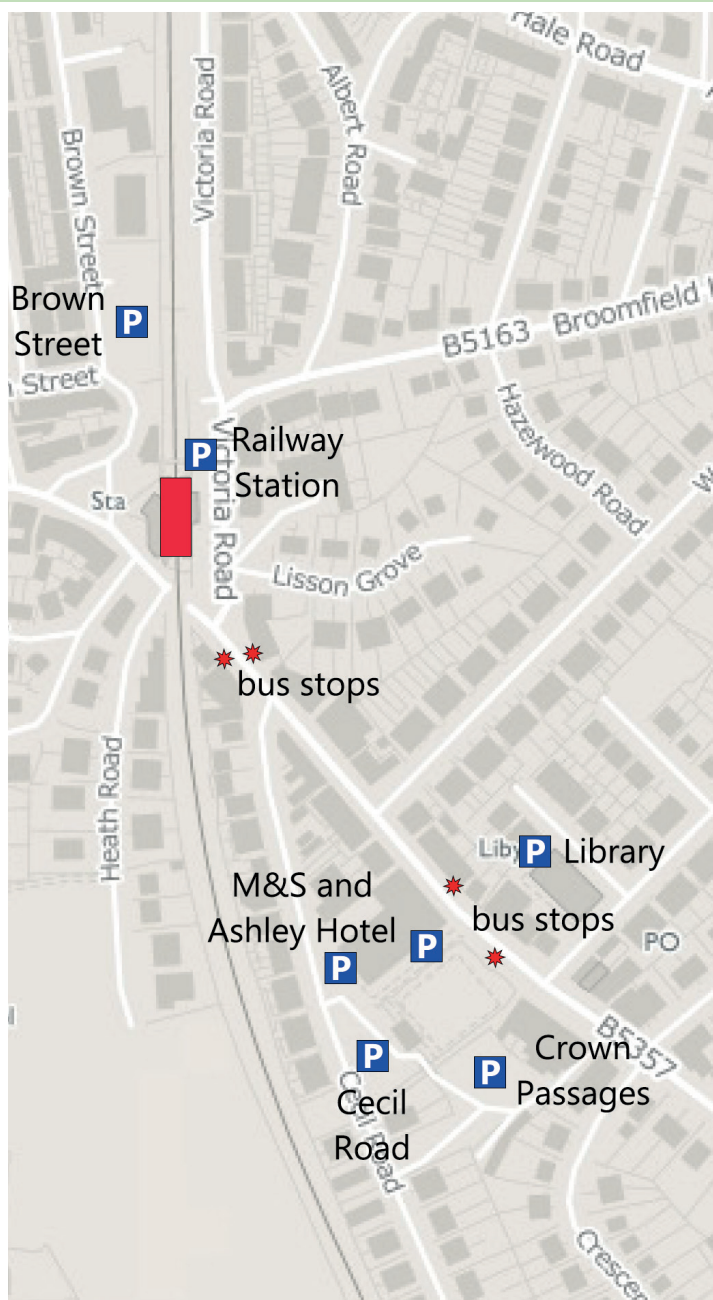 Hale Road
Victoria Road
Albert Road
Brown Street
Brown
Street
P
B5163
Broomfield
Street
Hazelwood Road
P
Railway
Station
Victoria Road
Sta
Lisson Grove
bus stops
Heath Road
Liby
P
Library
M&S and
Ashley Hotel
P
P
bus stops
PO
B5357
P
Cecil
Road
P
Crown
Passages
Cecil Road